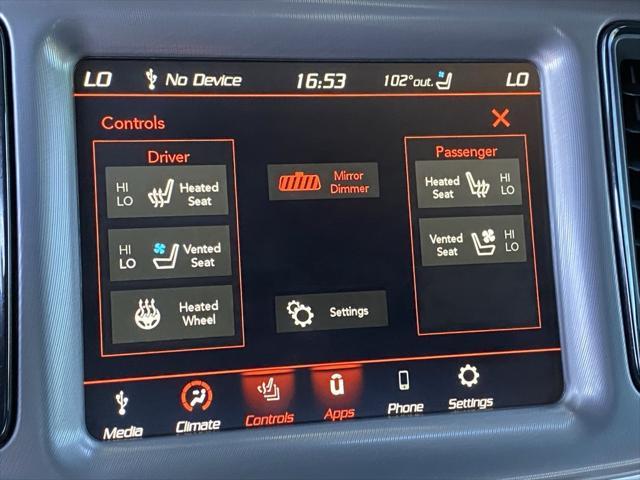 LO No Device 16:53 102°out. LO
Controls
Driver
HI
LO
Heated
Seat
HI
LO
Vented
Seat
Heated
Wheel
Mirror
Dimmer
Settings
Passenger
Heated
Seat
HI
LO
Vented
Seat
HI
LO
Media Climate Controls Apps Phone Settings